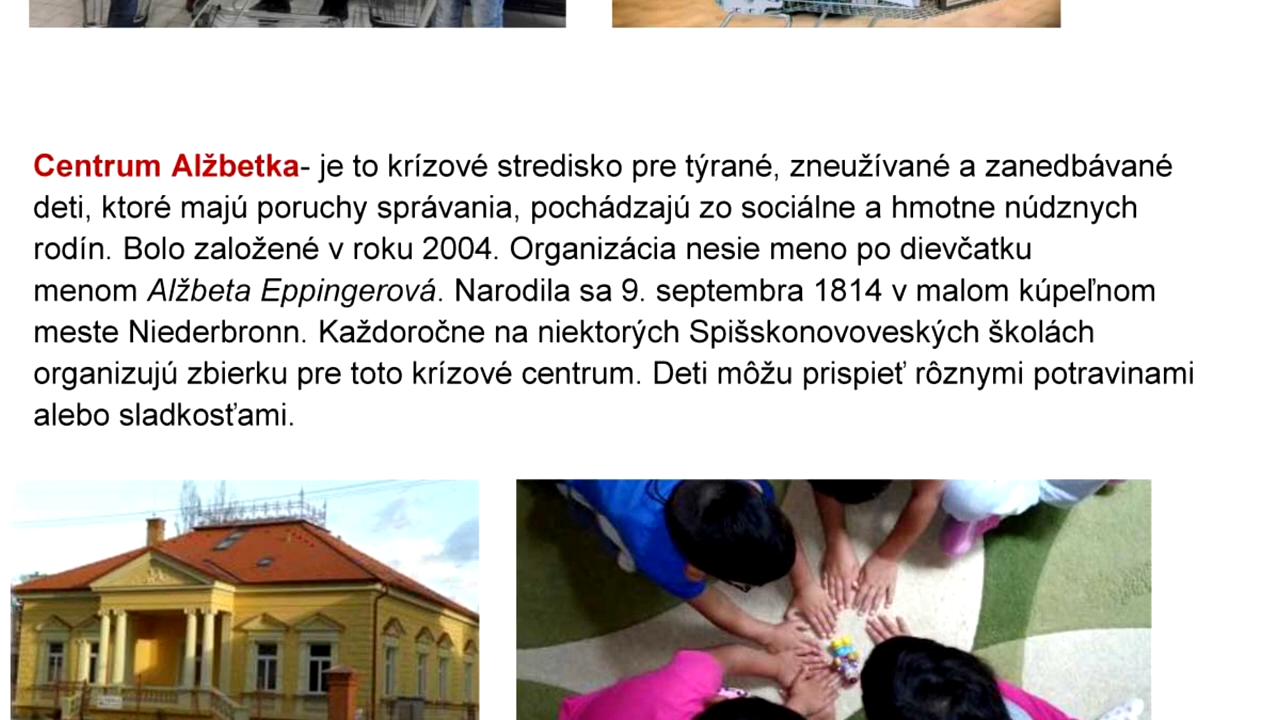 Centrum Alžbetka- je to krízové stredisko pre týrané, zneužívané a zanedbávané
deti, ktoré majú poruchy správania, pochádzajú zo sociálne a hmotne núdznych
rodín. Bolo založené v roku 2004. Organizácia nesie meno po dievčatku
menom Alžbeta Eppingerová. Narodila sa 9. septembra 1814 v malom kúpeľnom
meste Niederbronn. Každoročne na niektorých Spišskonovoveských školách
organizujú zbierku pre toto krízové centrum. Deti môžu prispieť rôznymi potravinami
alebo sladkosťami.